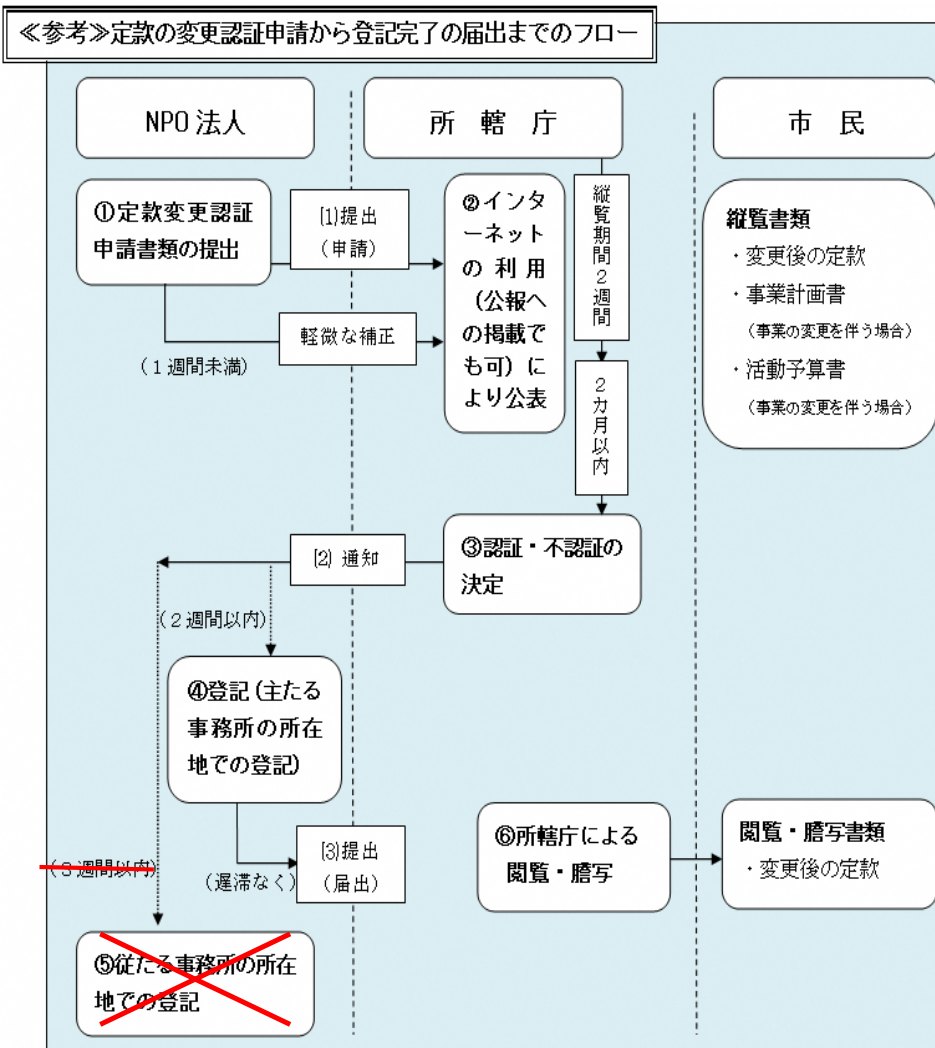 ≪参考≫定款の変更認証申請から登記完了の届出までのフロー
NPO 法人
所 轄 庁
市 民
①定款変更認証
申請書類の提出
(1)提出
(申請)
②インタ
ーネット
の 利 用
(公報へ
の掲載で
も可)に
より公表
縦覧期間2週間
縦覧書類
・変更後の定款
・事業計画書
(事業の変更を伴う場合)
・活動予算書
(事業の変更を伴う場合)
軽微な補正
(1週間未満)
2カ月以内
③認証・不認証の
決定
(2) 通知
(2週間以内)
④登記(主たる
事務所の所在
地での登記)
(3週間以内)
(遅滞なく)
(3)提出
(届出)
⑥所轄庁による
閲覧・謄写
閲覧・謄写書類
・変更後の定款
⑤従たる事務所の所在
地での登記